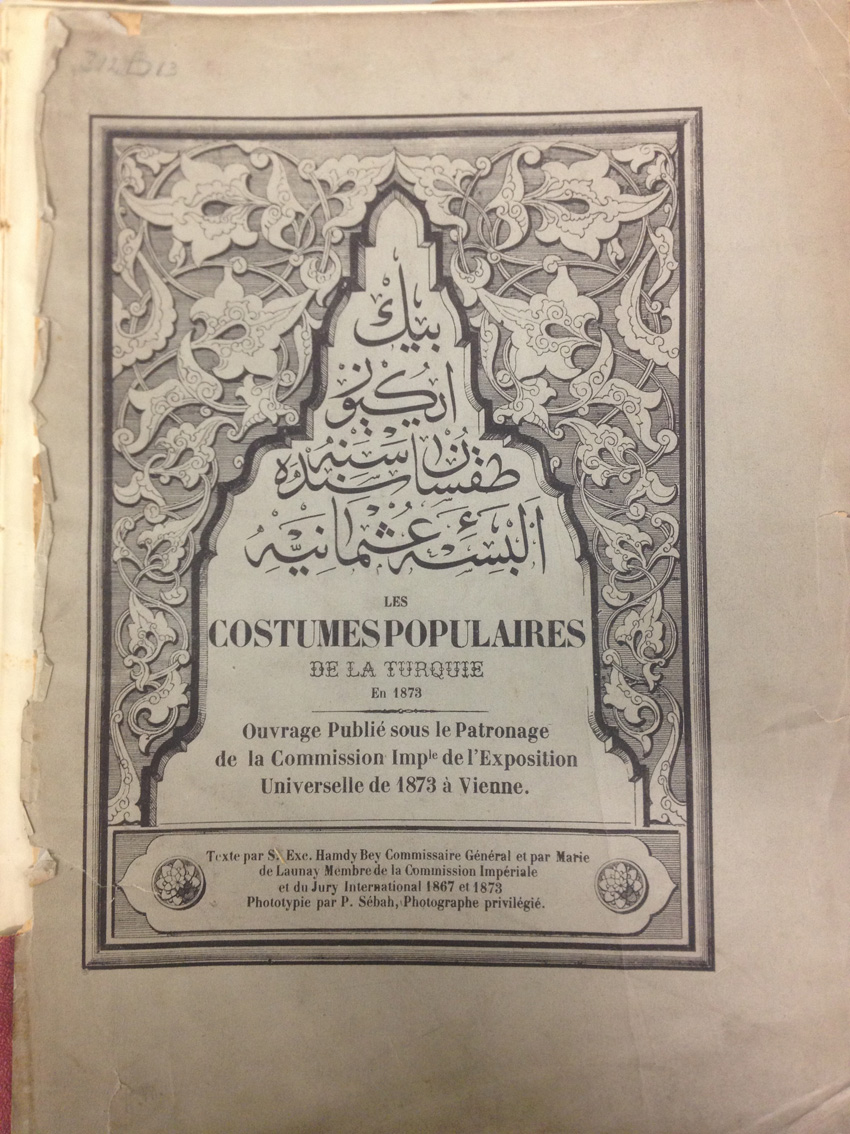 بيك
ايكيوز
طقسان سنه سنده
البسهٔ عثمانيه
LES
COSTUMES POPULAIRES
DE LA TURQUIE
En 1873
Ouvrage Publié sous le Patronage
de la Commission Imple de l'Exposition
Universelle de 1873 à Vienne.
Texte par S. Exc. Hamdy Bey Commissaire Général et par Marie
de Launay Membre de la Commission Impériale
et du Jury International 1867 et 1873
Phototypie par P. Sébah, Photographe privilégié.